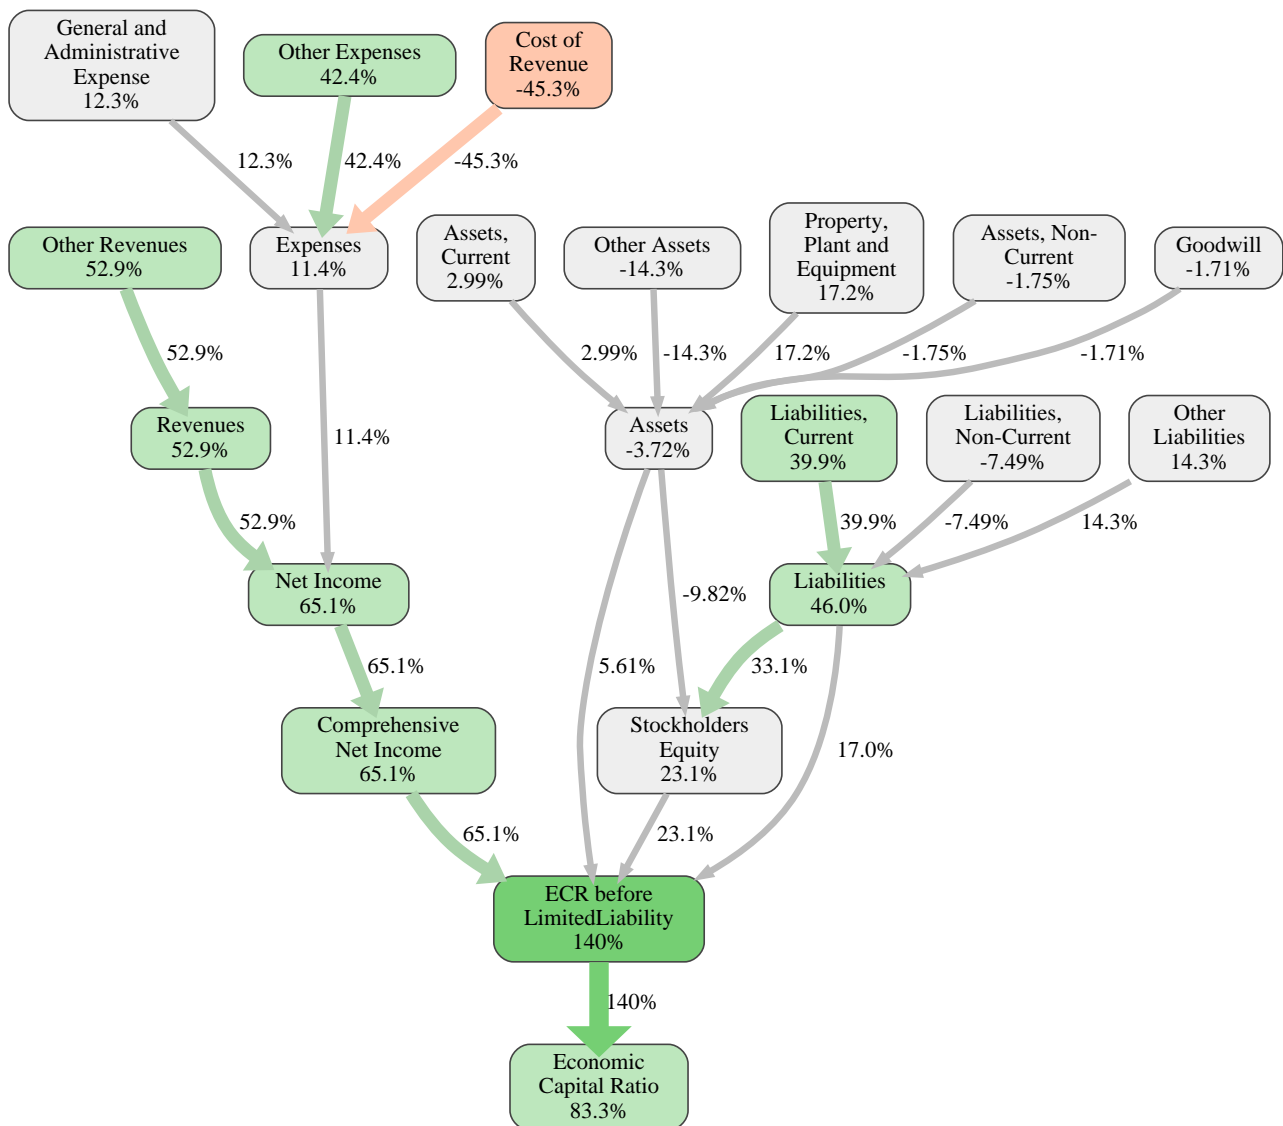 General and
Administrative
Expense
12.3%
Other Expenses
42.4%
Cost of
Revenue
-45.3%
12.3%
42.4%
-45.3%
Other Revenues
52.9%
Expenses
11.4%
Assets,
Current
2.99%
Other Assets
-14.3%
Property,
Plant and
Equipment
17.2%
Assets, Non-
Current
-1.75%
Goodwill
-1.71%
52.9%
2.99%
-14.3%
17.2%
-1.75%
-1.71%
Revenues
52.9%
11.4%
Assets
-3.72%
Liabilities,
Current
39.9%
Liabilities,
Non-Current
-7.49%
Other
Liabilities
14.3%
52.9%
39.9%
-7.49%
14.3%
Net Income
65.1%
-9.82%
Liabilities
46.0%
65.1%
5.61%
33.1%
Comprehensive
Net Income
65.1%
Stockholders
Equity
23.1%
17.0%
65.1%
23.1%
ECR before
LimitedLiability
140%
140%
Economic
Capital Ratio
83.3%